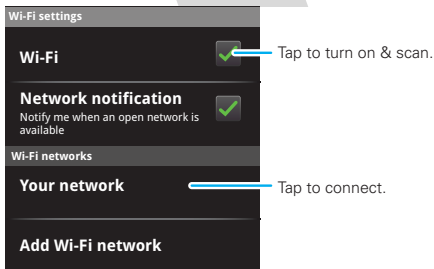 Wi-Fi settings
Wi-Fi
Tap to turn on & scan.
Network notification
Notify me when an open network is
available
Wi-Fi networks
Your network
Tap to connect.
Add Wi-Fi network